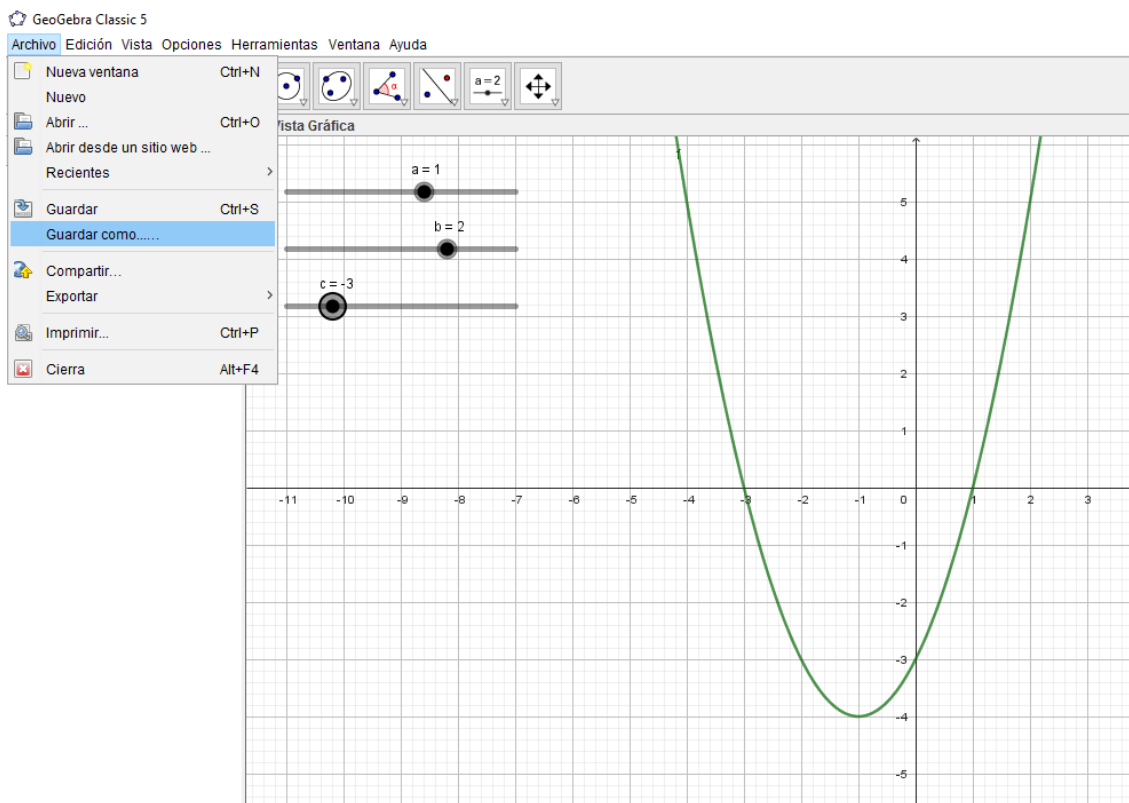 GeoGebra Classic 5
Archivo Edición Vista Opciones Herramientas Ventana Ayuda
Nueva ventana Ctrl+N
Nuevo
Abrir ... Ctrl+O
Abrir desde un sitio web ...
Recientes
Guardar Ctrl+S
Guardar como......
Compartir...
Exportar
Imprimir... Ctrl+P
Cierra Alt+F4
α
a = 2
Vista Gráfica
f
a = 1
b = 2
c = -3
5
4
3
2
1
-11 -10 -9 -8 -7 -6 -5 -4 -3 -2 -1 0 1 2 3
-1
-2
-3
-4
-5